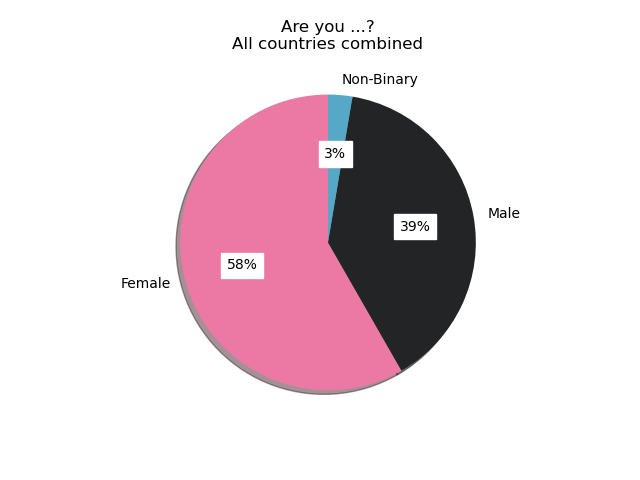 Are you ...?
All countries combined
Non-Binary
3%
Male
39%
58%
Female